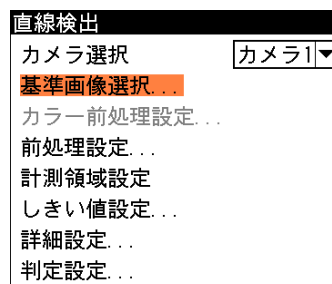 直線検出
カメラ選択 カメラ1▼
基準画像選択...
カラー前処理設定...
前処理設定...
計測領域設定
しきい値設定...
詳細設定...
判定設定...